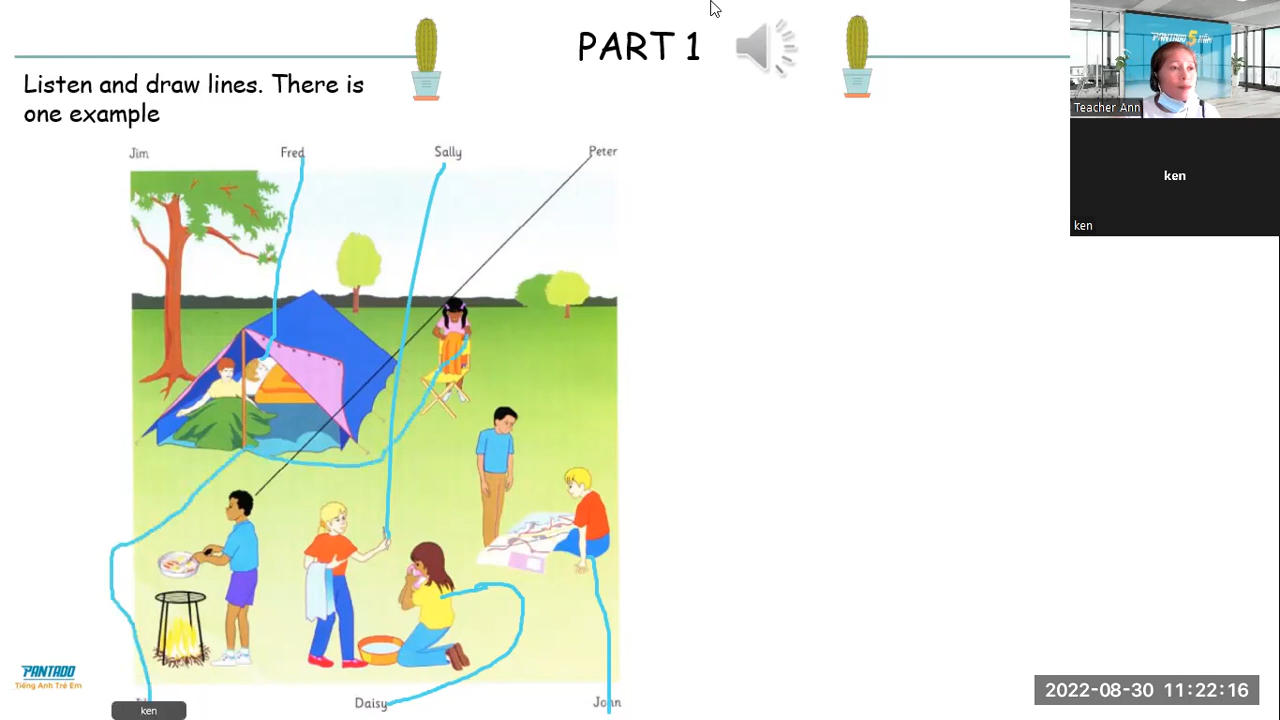 PART 1
Listen and draw lines. There is
one example
Jim
Fred
Sally
Peter
PANTADO
Teacher Ann
ken
ken
PANTADO
Tiếng Anh Trẻ Em
Daisy
John
ken
2022-08-30 11:22:16